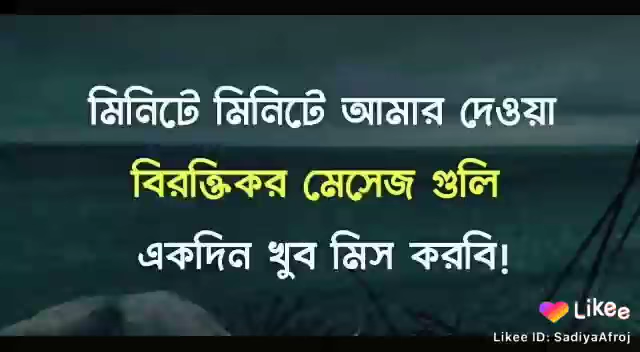 মিনিটে মিনিটে আমার দেওয়া
বিরক্তিকর মেসেজ গুলি
একদিন খুব মিস করবি!
Likee
Likee ID: SadiyaAfroj